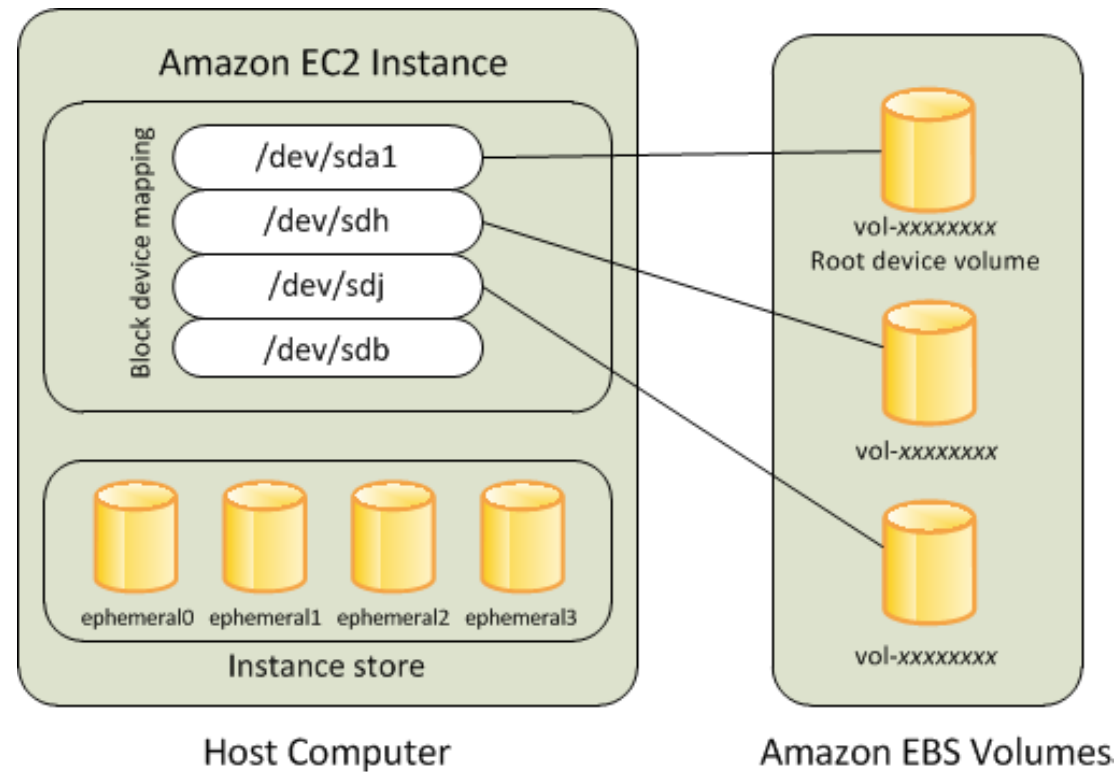 Amazon EC2 Instance
Block device mapping
/dev/sda1
/dev/sdh
/dev/sdj
/dev/sdb
ephemeral0 ephemeral1 ephemeral2 ephemeral3
Instance store
Host Computer
vol-xxxxxxxx
Root device volume
vol-xxxxxxxx
vol-xxxxxxxx
Amazon EBS Volumes